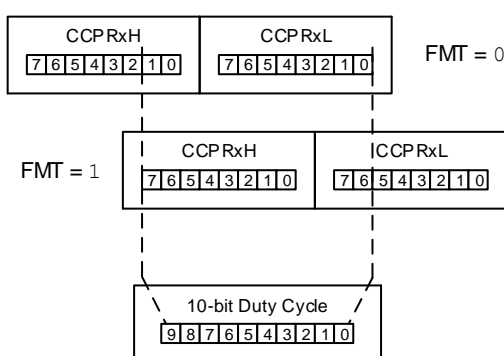 CCPRxH CCPRxL
7 6 5 4 3 2 1 0 7 6 5 4 3 2 1 0 FMT = 0
CCPRxH CCPRxL
FMT = 1 7 6 5 4 3 2 1 0 7 6 5 4 3 2 1 0
10-bit Duty Cycle
9 8 7 6 5 4 3 2 1 0